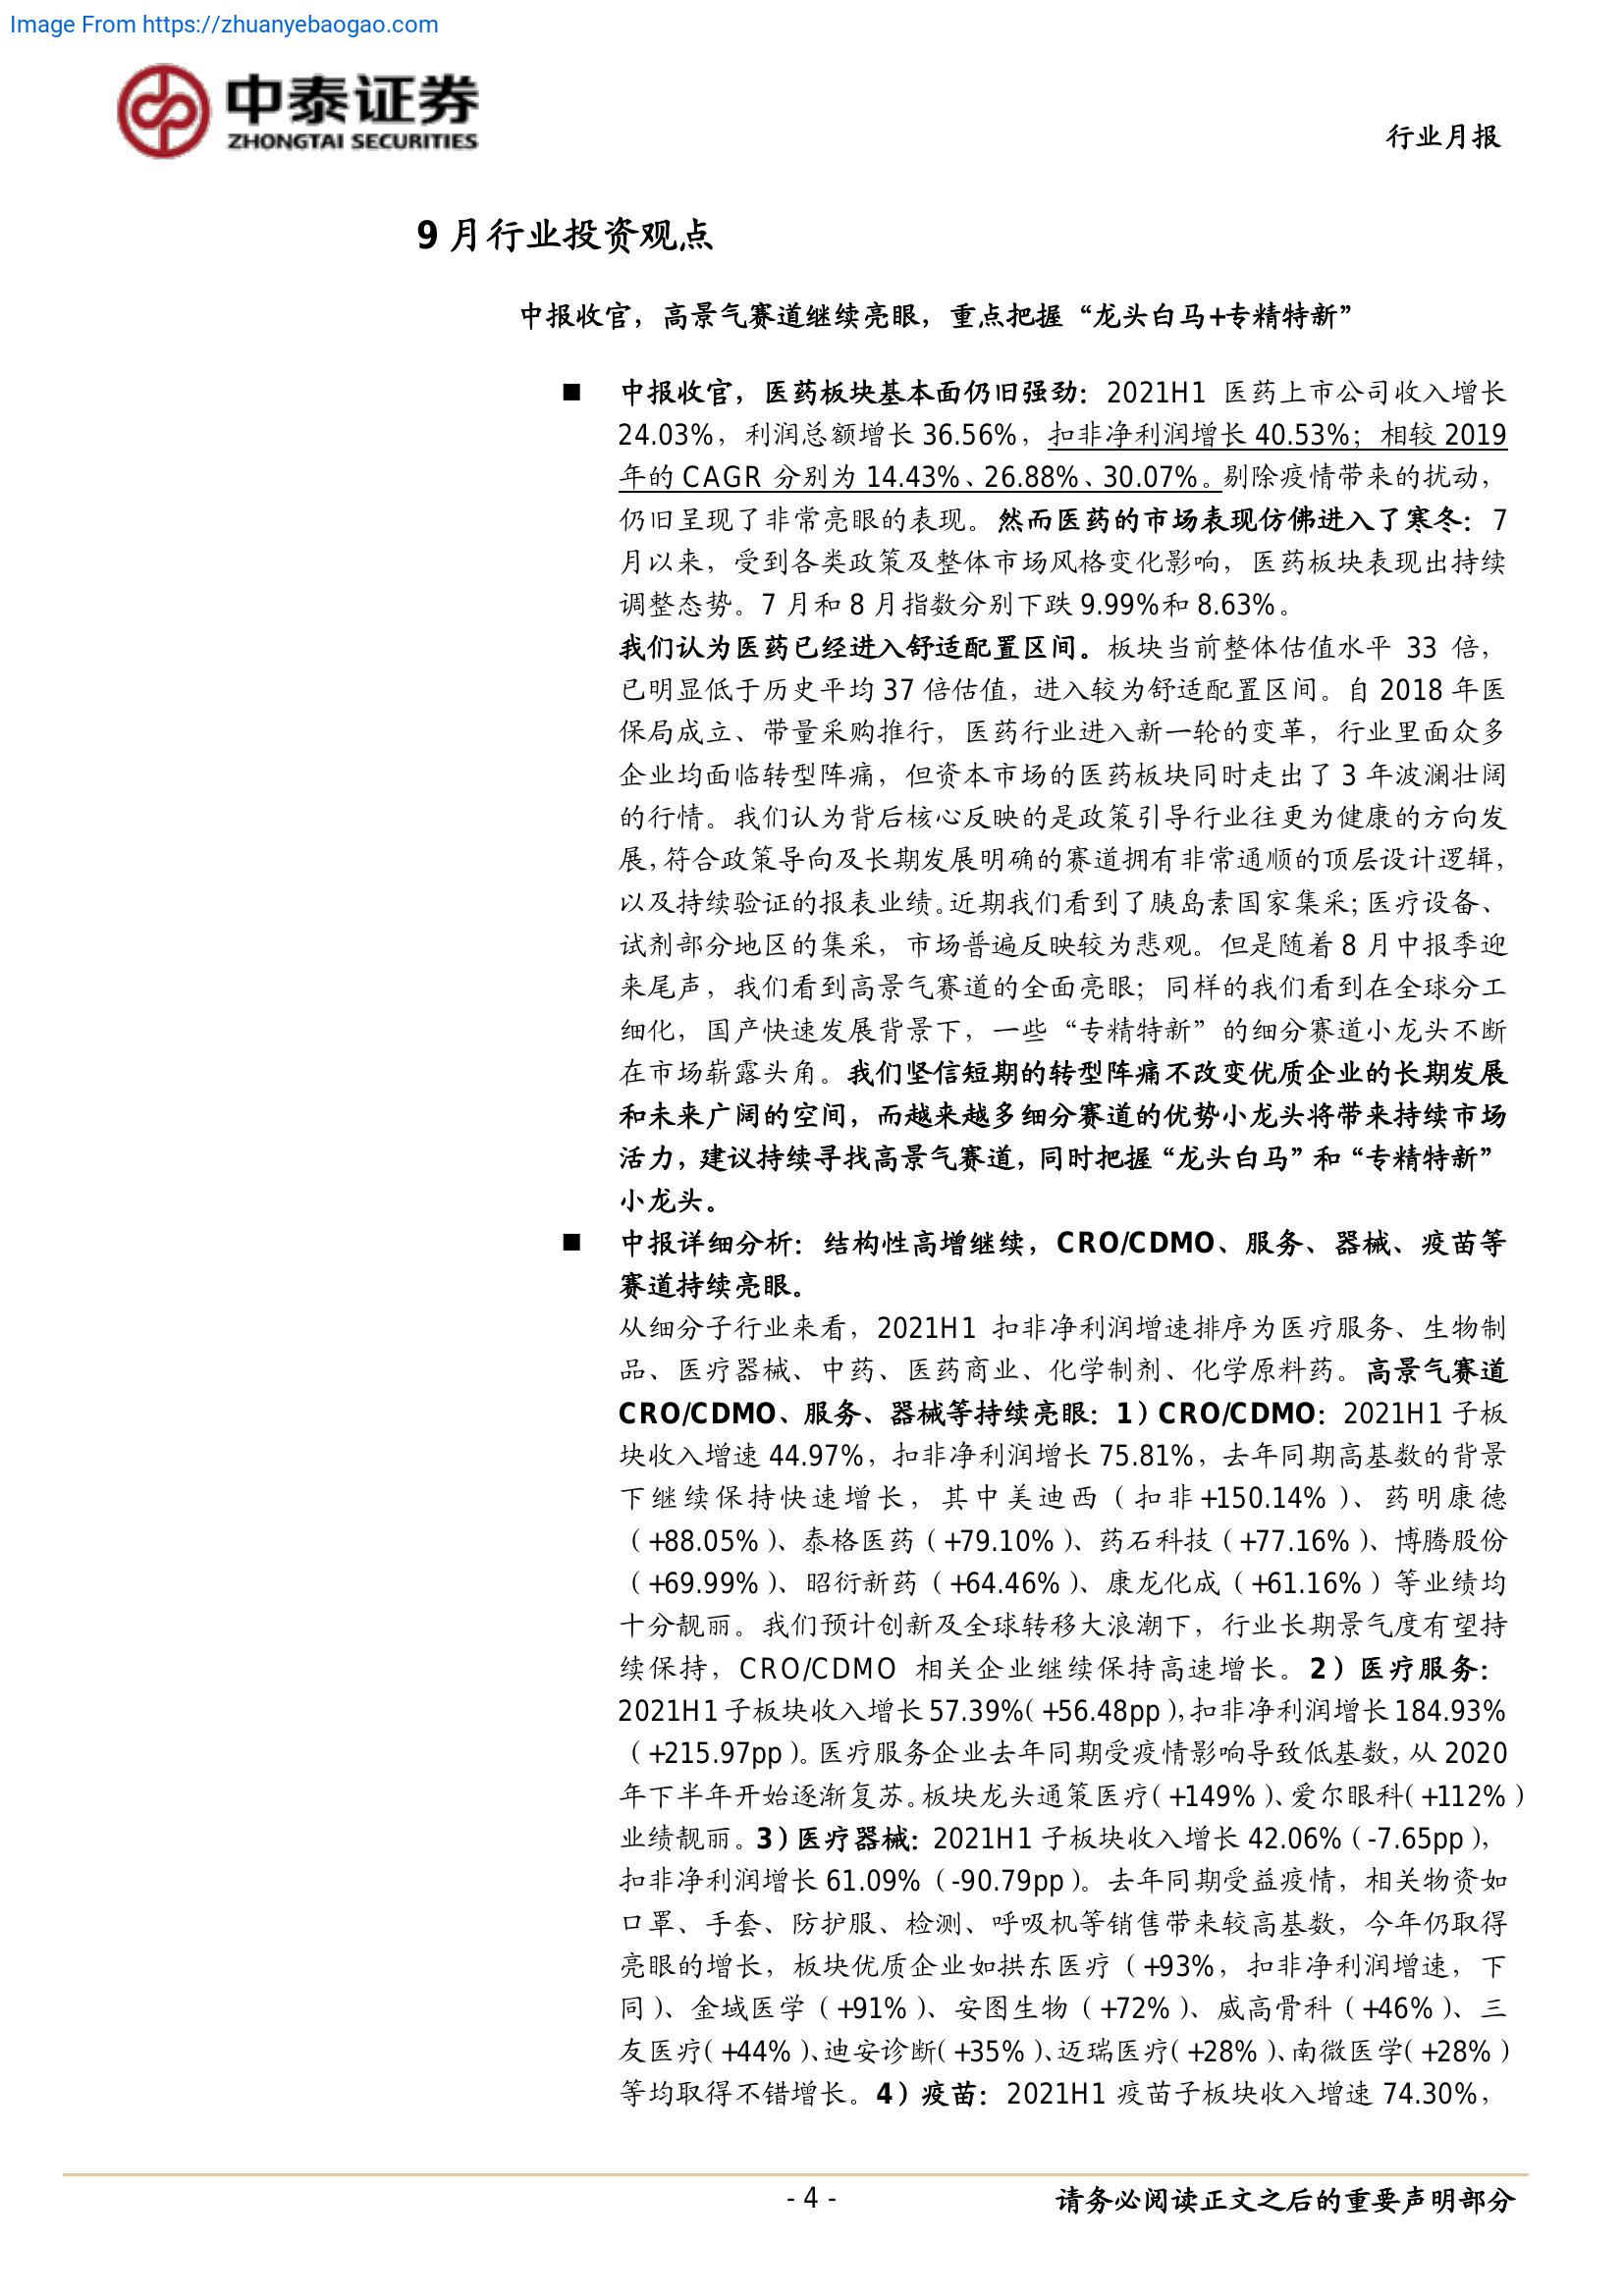 Image From https://zhuanyebaogao.com
中泰证券
ZHONGTAI SECURITIES
行业月报
9 月行业投资观点
中报收官，高景气赛道继续亮眼，重点把握“龙头白马+专精特新”
■ 中报收官，医药板块基本面仍旧强劲：2021H1 医药上市公司收入增长
24.03%，利润总额增长 36.56%，扣非净利润增长 40.53%；相较 2019
年的 CAGR 分别为 14.43%、26.88%、30.07%。剔除疫情带来的扰动，
仍旧呈现了非常亮眼的表现。然而医药的市场表现仿佛进入了寒冬：7
月以来，受到各类政策及整体市场风格变化影响，医药板块表现出持续
调整态势。7 月和 8 月指数分别下跌 9.99%和 8.63%。
我们认为医药已经进入舒适配置区间。板块当前整体估值水平 33 倍，
已明显低于历史平均 37 倍估值，进入较为舒适配置区间。自 2018 年医
保局成立、带量采购推行，医药行业进入新一轮的变革，行业里面众多
企业均面临转型阵痛，但资本市场的医药板块同时走出了 3 年波澜壮阔
的行情。我们认为背后核心反映的是政策引导行业往更为健康的方向发
展，符合政策导向及长期发展明确的赛道拥有非常通顺的顶层设计逻辑，
以及持续验证的报表业绩。近期我们看到了胰岛素国家集采；医疗设备、
试剂部分地区的集采，市场普遍反映较为悲观。但是随着 8 月中报季迎
来尾声，我们看到高景气赛道的全面亮眼；同样的我们看到在全球分工
细化，国产快速发展背景下，一些“专精特新”的细分赛道小龙头不断
在市场崭露头角。我们坚信短期的转型阵痛不改变优质企业的长期发展
和未来广阔的空间，而越来越多细分赛道的优势小龙头将带来持续市场
活力，建议持续寻找高景气赛道，同时把握“龙头白马”和“专精特新”
小龙头。
■ 中报详细分析：结构性高增继续，CRO/CDMO、服务、器械、疫苗等
赛道持续亮眼。
从细分子行业来看，2021H1 扣非净利润增速排序为医疗服务、生物制
品、医疗器械、中药、医药商业、化学制剂、化学原料药。高景气赛道
CRO/CDMO、服务、器械等持续亮眼：1）CRO/CDMO：2021H1 子板
块收入增速 44.97%，扣非净利润增长 75.81%，去年同期高基数的背景
下继续保持快速增长，其中美迪西（扣非+150.14%）、药明康德
（+88.05%）、泰格医药（+79.10%）、药石科技（+77.16%）、博腾股份
（+69.99%）、昭衍新药（+64.46%）、康龙化成（+61.16%）等业绩均
十分靓丽。我们预计创新及全球转移大浪潮下，行业长期景气度有望持
续保持，CRO/CDMO 相关企业继续保持高速增长。2）医疗服务：
2021H1 子板块收入增长 57.39%（+56.48pp），扣非净利润增长 184.93%
（+215.97pp）。医疗服务企业去年同期受疫情影响导致低基数，从 2020
年下半年开始逐渐复苏。板块龙头通策医疗（+149%）、爱尔眼科（+112%）
业绩靓丽。3）医疗器械：2021H1 子板块收入增长 42.06%（-7.65pp），
扣非净利润增长 61.09%（-90.79pp）。去年同期受益疫情，相关物资如
口罩、手套、防护服、检测、呼吸机等销售带来较高基数，今年仍取得
亮眼的增长，板块优质企业如拱东医疗（+93%，扣非净利润增速，下
同）、金域医学（+91%）、安图生物（+72%）、威高骨科（+46%）、三
友医疗（+44%）、迪安诊断（+35%）、迈瑞医疗（+28%）、南微医学（+28%）
等均取得不错增长。4）疫苗：2021H1 疫苗子板块收入增速 74.30%，
- 4 -
请务必阅读正文之后的重要声明部分